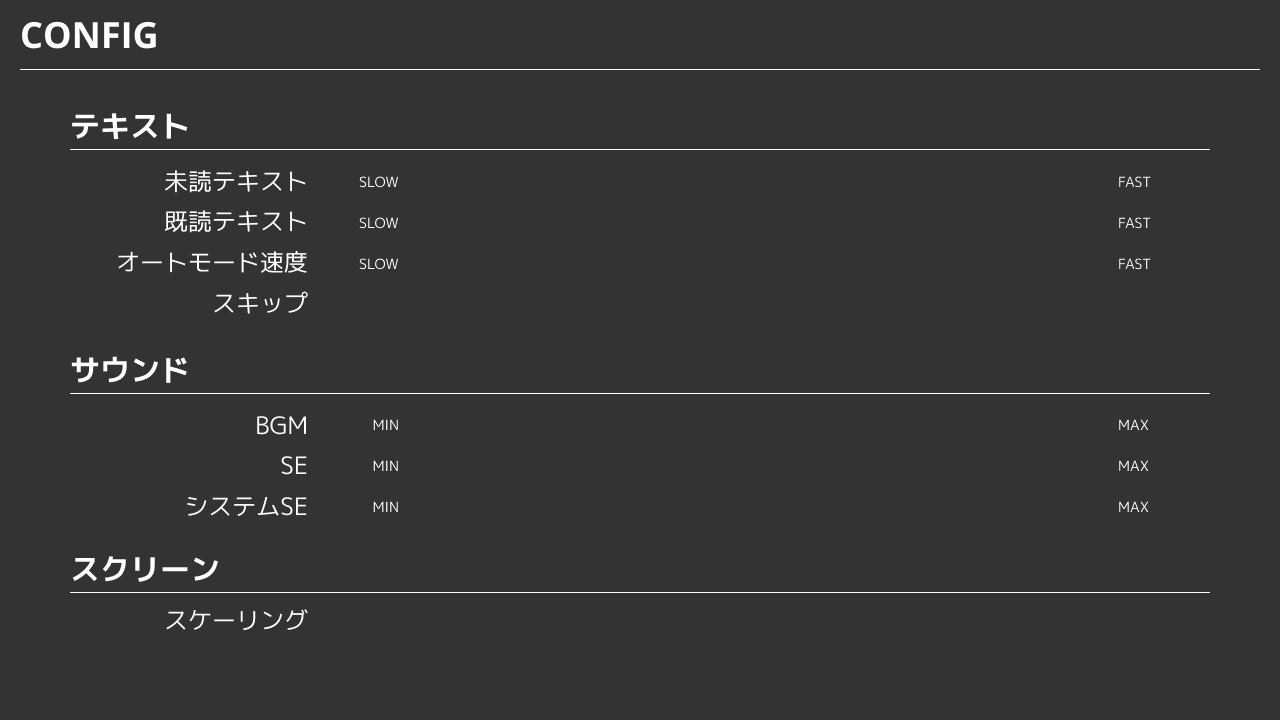 CONFIG
テキスト
未読テキスト SLOW FAST
既読テキスト SLOW FAST
オートモード速度 SLOW FAST
スキップ
サウンド
BGM MIN MAX
SE MIN MAX
システムSE MIN MAX
スクリーン
スケーリング